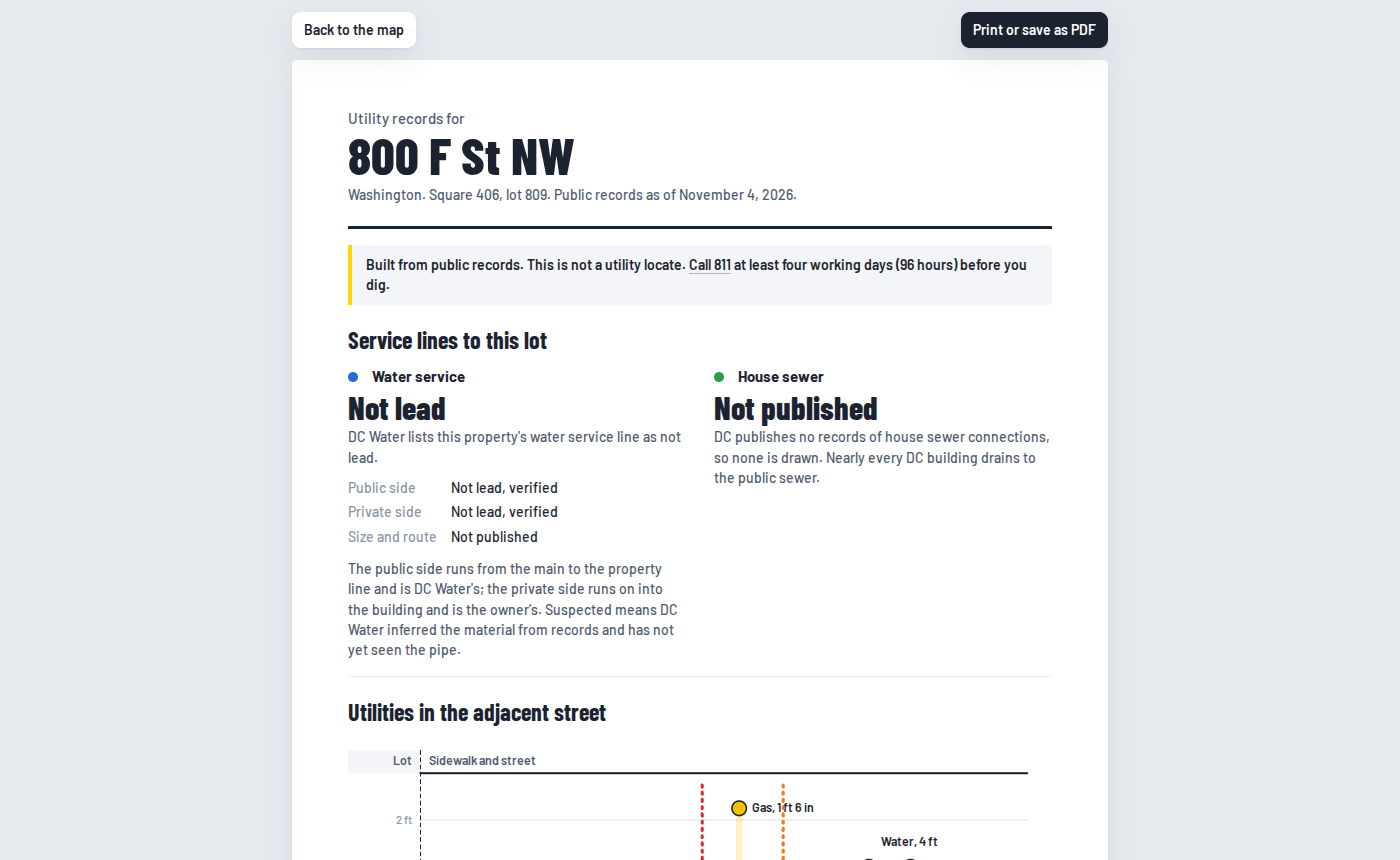 Back to the map
Print or save as PDF
Utility records for
800 F St NW
Washington. Square 406, lot 809. Public records as of November 4, 2026.
Built from public records. This is not a utility locate. Call 811 at least four working days (96 hours) before you
dig.
Service lines to this lot
Water service
Not lead
DC Water lists this property's water service line as not
lead.
Public side Not lead, verified
Private side Not lead, verified
Size and route Not published
The public side runs from the main to the property
line and is DC Water's; the private side runs on into
the building and is the owner's. Suspected means DC
Water inferred the material from records and has not
yet seen the pipe.
House sewer
Not published
DC publishes no records of house sewer connections,
so none is drawn. Nearly every DC building drains to
the public sewer.
Utilities in the adjacent street
Lot
Sidewalk and street
Gas, 1 ft 6 in
2 ft
Water, 4 ft